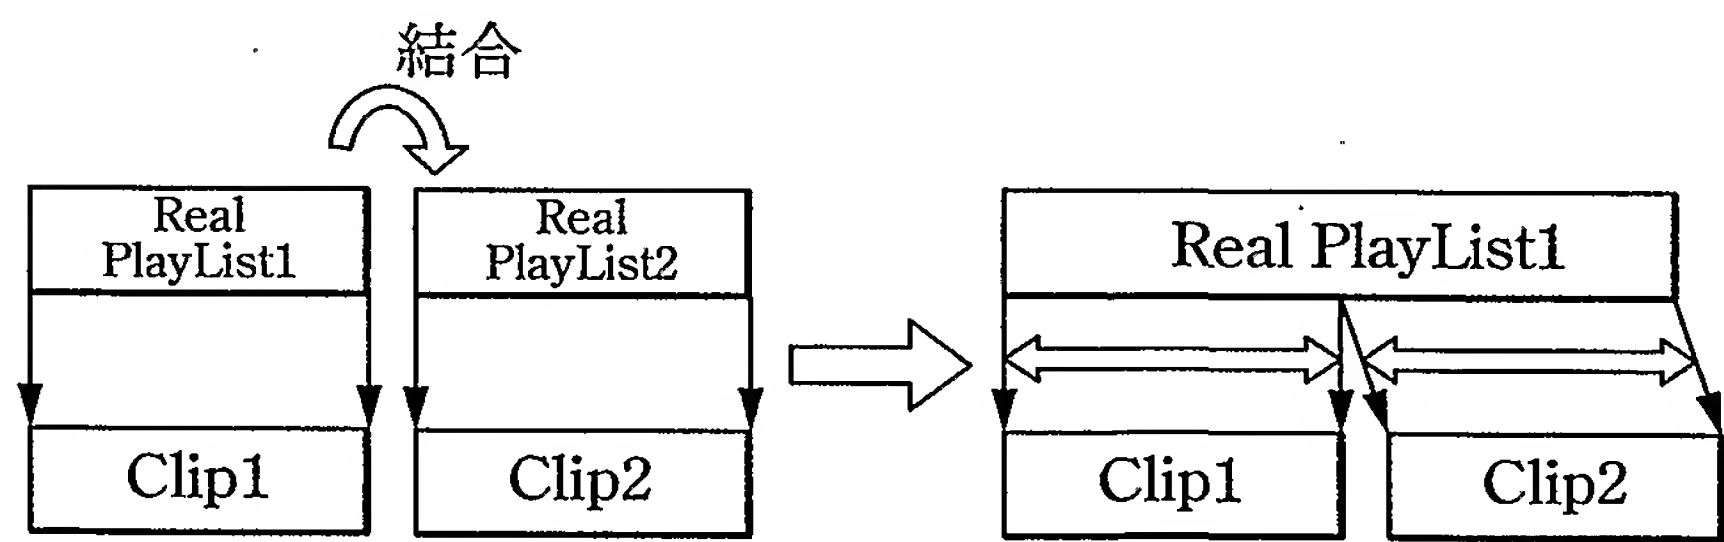 結合
Real
PlayList1
Real
PlayList2
Real PlayList1
Clip1
Clip2
Clip1
Clip2